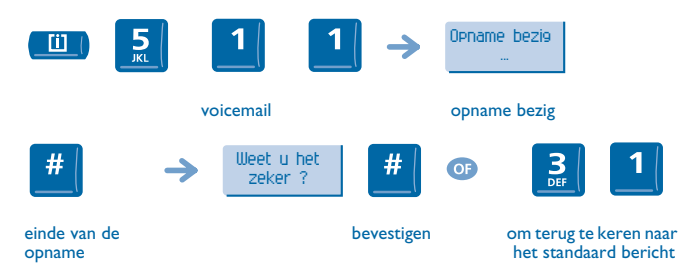 [i] 5 JKL 1 1 Opname bezig
...
voicemail opname bezig
# Weet u het
zeker ? # OF 3 DEF 1
einde van de
opname
bevestigen
om terug te keren naar
het standaard bericht